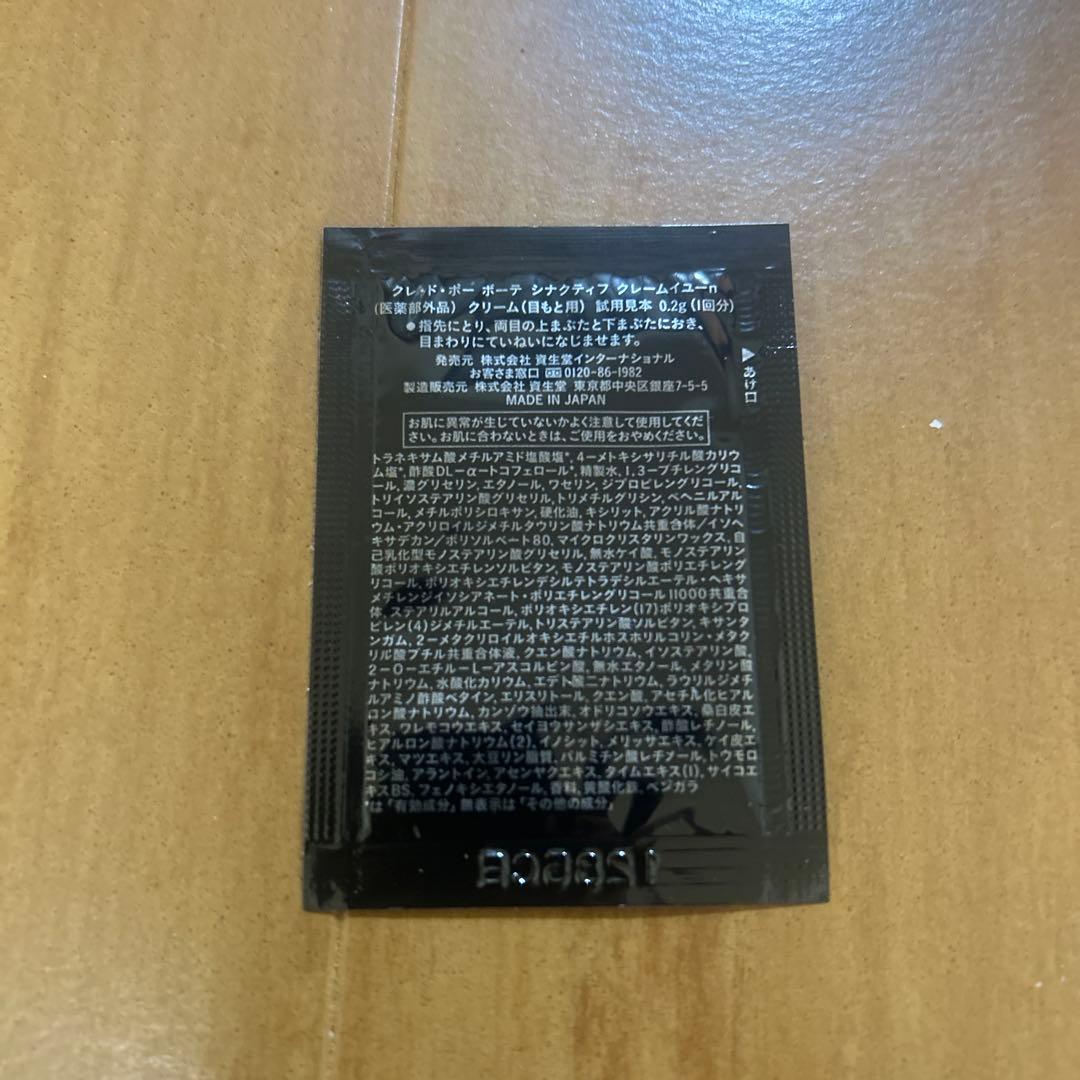 クレ・ド・ポー ボーテ シナクティフ クレームイユーn
(医薬部外品) クリーム(目もと用) 試用見本 0.2g(1回分)
●指先にとり、両目の上まぶたと下まぶたにおき、
目まわりにていねいになじませます。
発売元 株式会社 資生堂インターナショナル
お客さま窓口 0120-86-1982
製造販売元 株式会社 資生堂 東京都中央区銀座7-5-5
MADE IN JAPAN
あけ口
お肌に異常が生じていないかよく注意して使用してくだ
さい。お肌に合わないときは、ご使用をおやめください。
トラネキサム酸メチルアミド塩酸塩*, 4-メトキシサリチル酸カリウ
ム塩*, 酢酸DL-α-トコフェロール*, 精製水, 1,3-ブチレングリコ
ール, 濃グリセリン, エタノール, ワセリン, ジプロピレングリコール,
トリイソステアリン酸グリセリル, トリメチルグリシン, ベヘニルアル
コール, メチルポリシロキサン, 硬化油, キシリット, アクリル酸ナトリ
ウム・アクリロイルジメチルタウリン酸ナトリウム共重合体/イソヘ
キサデカン/ポリソルベート80, マイクロクリスタリンワックス, 自
己乳化型モノステアリン酸グリセリル, 無水ケイ酸, モノステアリン
酸ポリオキシエチレンソルビタン, モノステアリン酸ポリエチレング
リコール, ポリオキシエチレンデシルテトラデシルエーテル・ヘキサ
メチレンジイソシアネート・ポリエチレングリコール11000共重合
体, ステアリルアルコール, ポリオキシエチレン(17)ポリオキシプロ
ピレン(4)ジメチルエーテル, トリステアリン酸ソルビタン, キサンタ
ンガム, 2-メタクリロイルオキシエチルホスホリルコリン・メタク
リル酸ブチル共重合体液, クエン酸ナトリウム, イソステアリン酸,
2-O-エチル-L-アスコルビン酸, 無水エタノール, メタリン酸
ナトリウム, 水酸化カリウム, エデト酸二ナトリウム, ラウリルジメチ
ルアミノ酢酸ベタイン, エリスリトール, クエン酸, アセチル化ヒアル
ロン酸ナトリウム, カンゾウ抽出末, オドリコソウエキス, 桑白皮エ
キス, ワレモコウエキス, セイヨウサンザシエキス, 酢酸レチノール,
ヒアルロン酸ナトリウム(2), イノシット, メリッサエキス, ケイ皮エ
キス, マツエキス, 大豆リン脂質, パルミチン酸レチノール, トウモロ
コシ油, アラントイン, アセンヤクエキス, タイムエキス(1), サイコエ
キスBS, フェノキシエタノール, 香料, 黄酸化鉄, ベンガラ
*は「有効成分」無表示は「その他の成分」